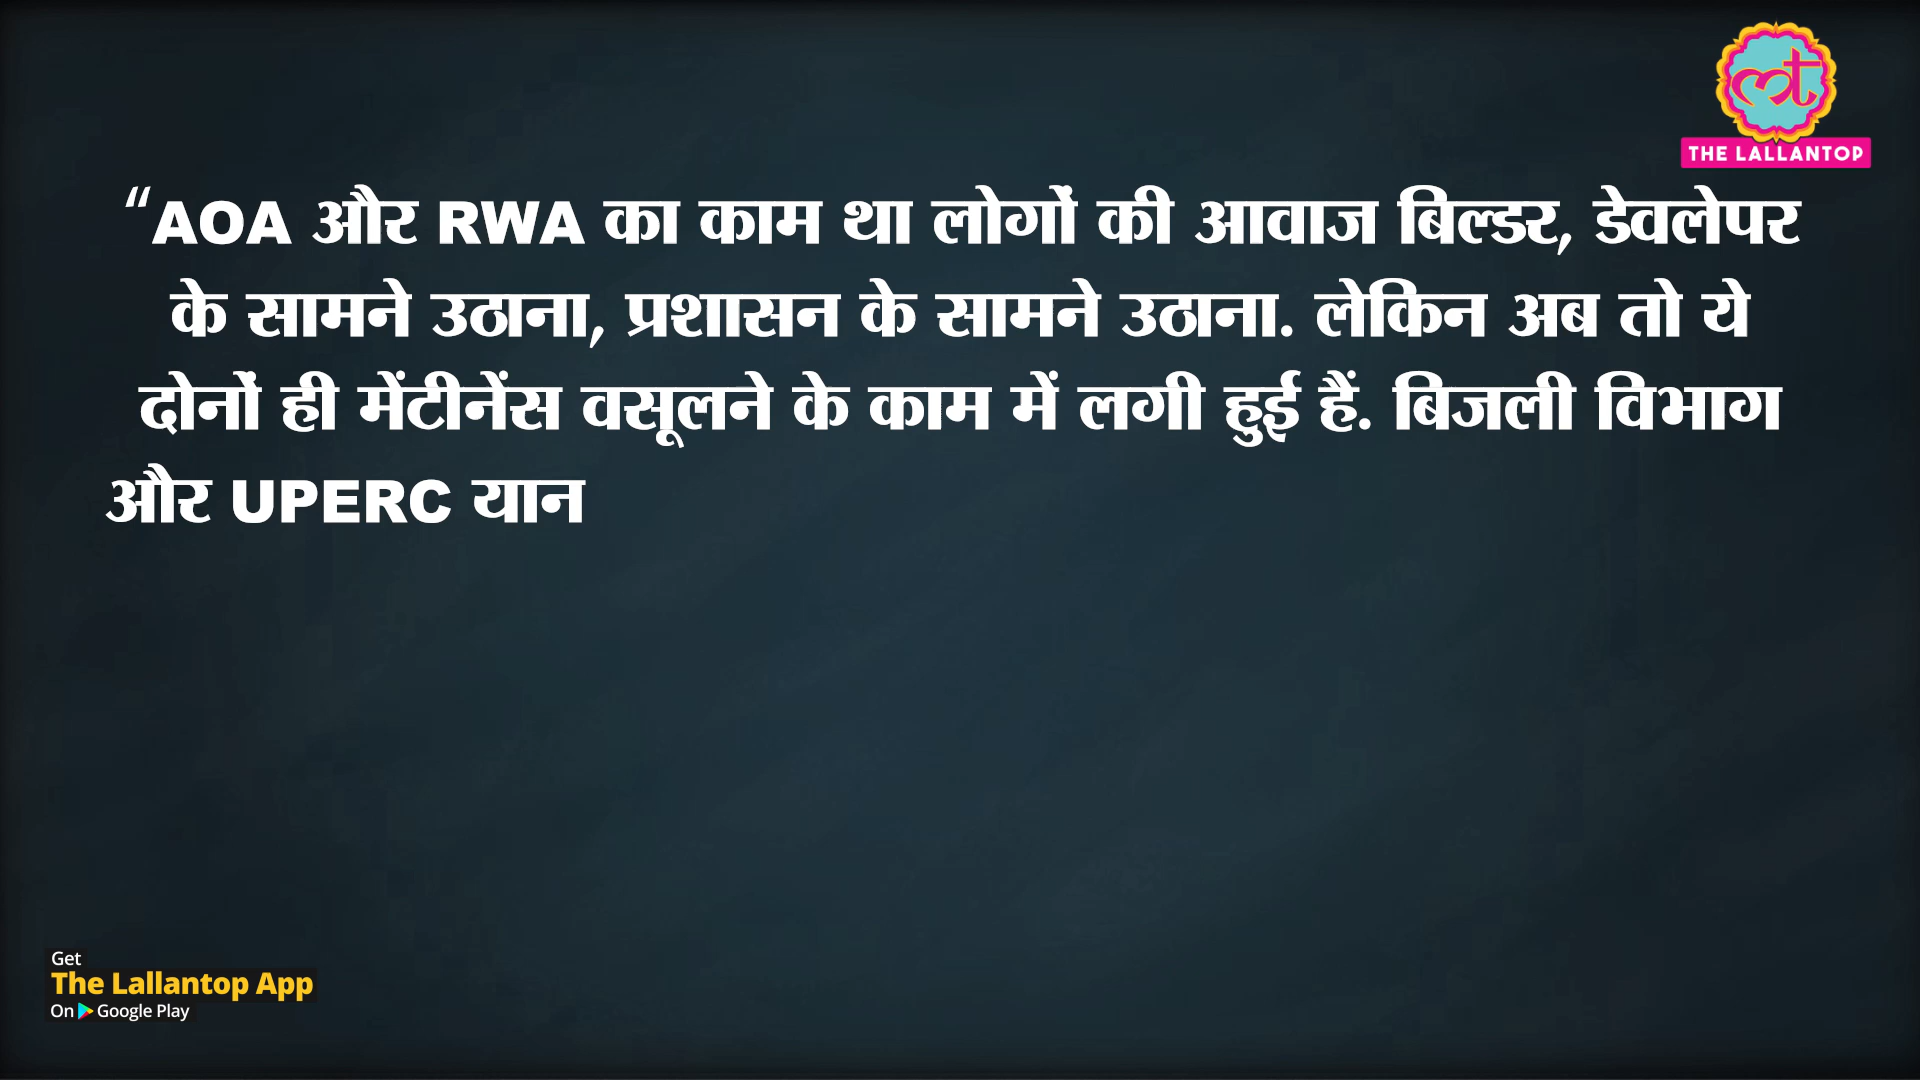 THE LALLANTOP
“AOA और RWA का काम था लोगों की आवाज बिल्डर, डेवलेपर
के सामने उठाना, प्रशासन के सामने उठाना. लेकिन अब तो ये
दोनों ही मेंटीनेंस वसूलने के काम में लगी हुई हैं. बिजली विभाग
और UPERC यान
Get
The Lallantop App
On Google Play